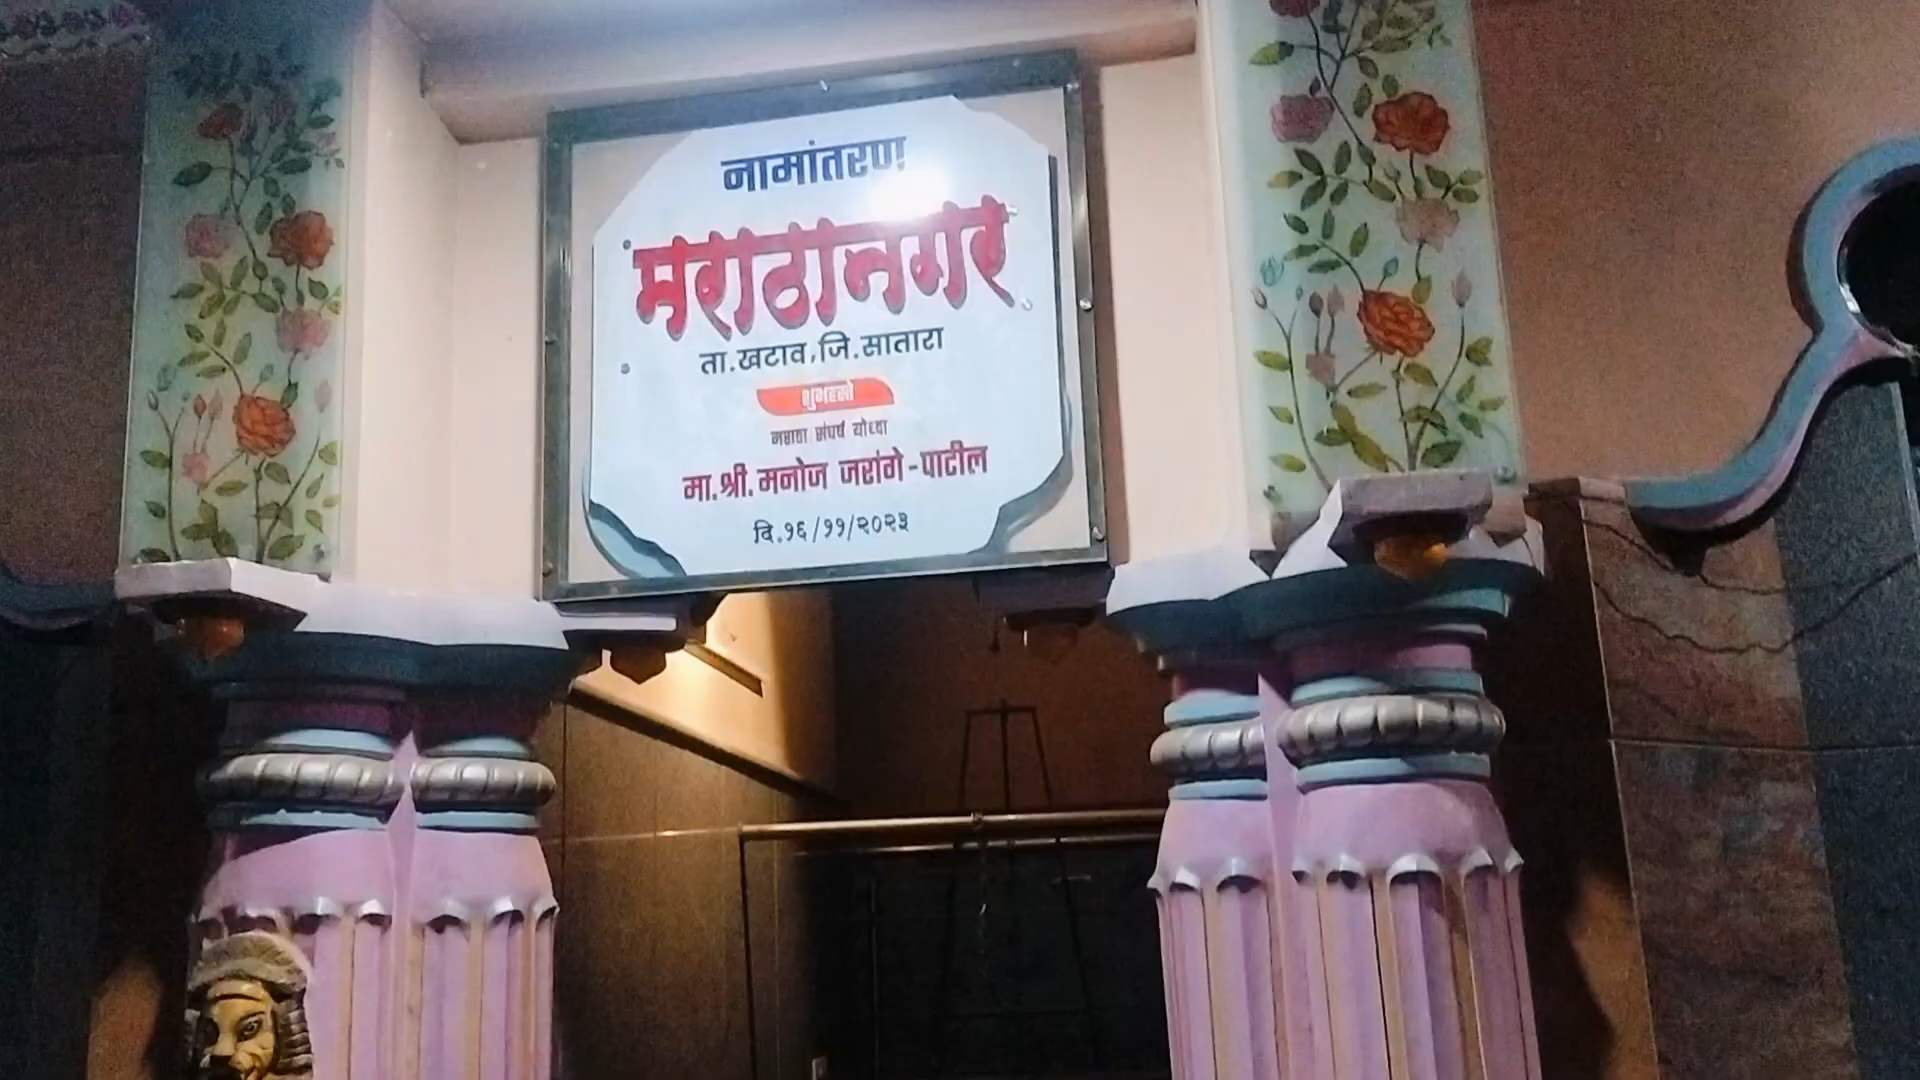 नामांतरण
मराठानगर
ता.खटाव,जि.सातारा
शुभहस्ते
मराठा संघर्ष योध्दा
मा.श्री.मनोज जरांगे-पाटील
दि.१६/११/२०२३